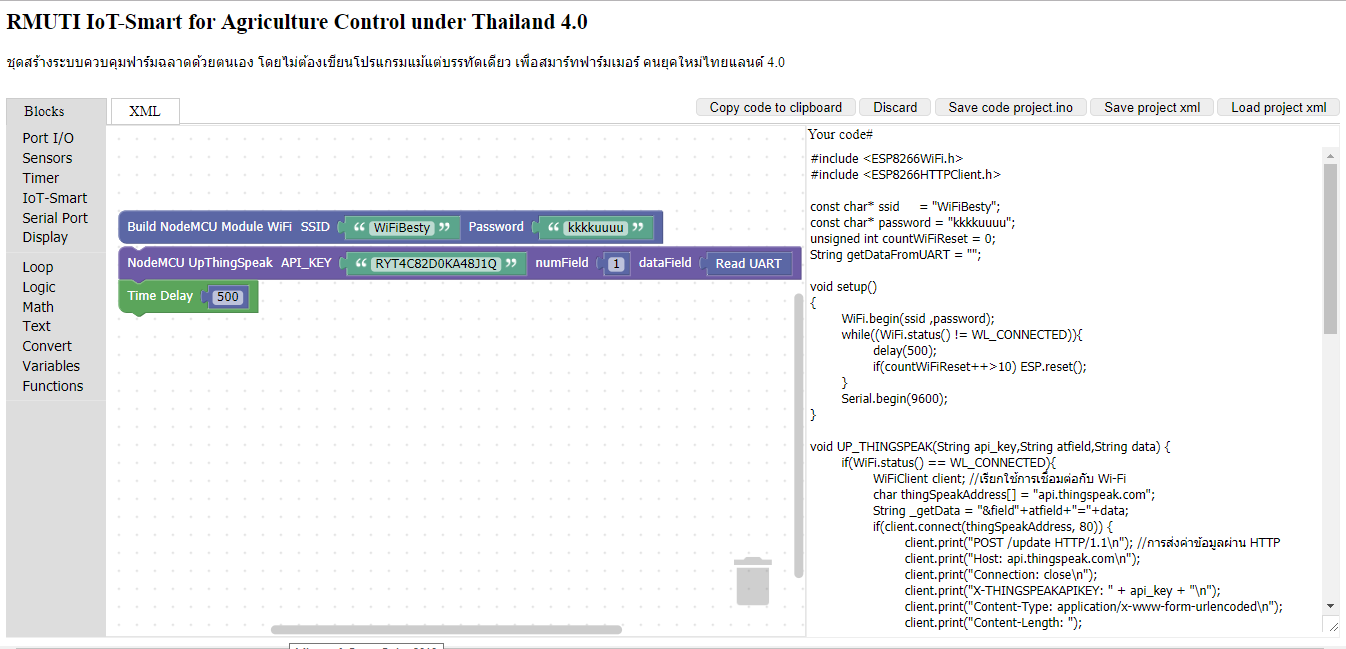 RMUTI IoT-Smart for Agriculture Control under Thailand 4.0
ชุดสร้างระบบควบคุมฟาร์มฉลาดด้วยตนเอง โดยไม่ต้องเขียนโปรแกรมแม้แต่บรรทัดเดียว เพื่อสมาร์ทฟาร์มเมอร์ คนยุคใหม่ไทยแลนด์ 4.0
Blocks XML Copy code to clipboard Discard Save code project.ino Save project xml Load project xml
Port I/O
Sensors
Timer
IoT-Smart
Serial Port
Display
Loop
Logic
Math
Text
Convert
Variables
Functions
Build NodeMCU Module WiFi SSID “ WiFiBesty ” Password “ kkkkuuuu ”
NodeMCU UpThingSpeak API_KEY “ RYT4C82D0KA48J1Q ” numField 1 dataField Read UART
Time Delay 500
Your code#
#include <ESP8266WiFi.h>
#include <ESP8266HTTPClient.h>
const char* ssid = "WiFiBesty";
const char* password = "kkkkuuuu";
unsigned int countWiFiReset = 0;
String getDataFromUART = "";
void setup()
{
WiFi.begin(ssid ,password);
while((WiFi.status() != WL_CONNECTED)){
delay(500);
if(countWiFiReset++>10) ESP.reset();
}
Serial.begin(9600);
}
void UP_THINGSPEAK(String api_key,String atfield,String data) {
if(WiFi.status() == WL_CONNECTED){
WiFiClient client; //เรียกใช้การเชื่อมต่อกับ Wi-Fi
char thingSpeakAddress[] = "api.thingspeak.com";
String _getData = "&field"+atfield+"="+data;
if(client.connect(thingSpeakAddress, 80)) {
client.print("POST /update HTTP/1.1\n"); //การส่งค่าข้อมูลผ่าน HTTP
client.print("Host: api.thingspeak.com\n");
client.print("Connection: close\n");
client.print("X-THINGSPEAKAPIKEY: " + api_key + "\n");
client.print("Content-Type: application/x-www-form-urlencoded\n");
client.print("Content-Length: ");